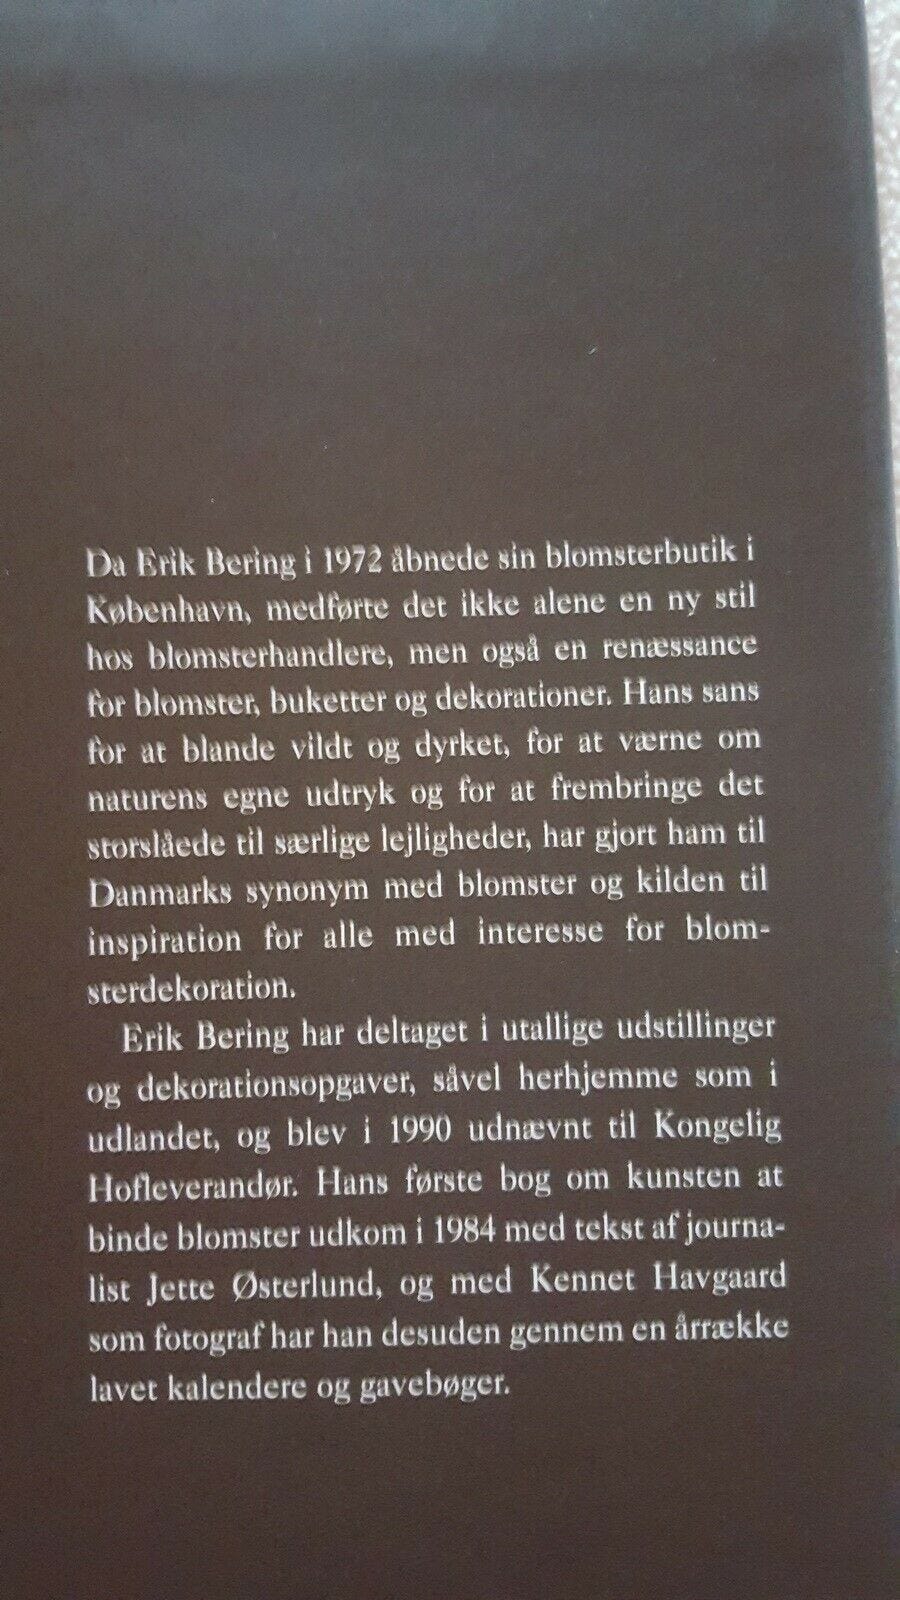 Da Erik Bering i 1972 åbnede sin blomsterbutik i
København, medførte det ikke alene en ny stil
hos blomsterhandlere, men også en renæssance
for blomster, buketter og dekorationer. Hans sans
for at blande vildt og dyrket, for at værne om
naturens egne udtryk og for at frembringe det
storslåede til særlige lejligheder, har gjort ham til
Danmarks synonym med blomster og kilden til
inspiration for alle med interesse for blom-
sterdekoration.
Erik Bering har deltaget i utallige udstillinger
og dekorationsopgaver, såvel herhjemme som i
udlandet, og blev i 1990 udnævnt til Kongelig
Hofleverandør. Hans første bog om kunsten at
binde blomster udkom i 1984 med tekst af journa-
list Jette Østerlund, og med Kennet Havgaard
som fotograf har han desuden gennem en årrække
lavet kalendere og gavebøger.